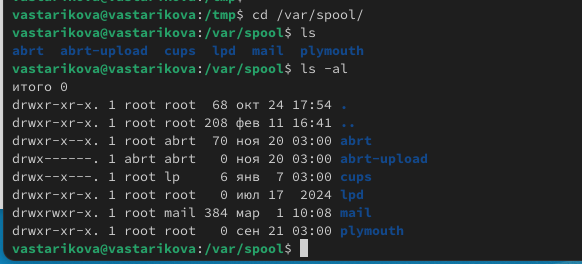 vastarikova@vastarikova:/tmp$
vastarikova@vastarikova:/tmp$ cd /var/spool/
vastarikova@vastarikova:/var/spool$ ls
abrt abrt-upload cups lpd mail plymouth
vastarikova@vastarikova:/var/spool$ ls -al
итого 0
drwxr-xr-x. 1 root root 68 окт 24 17:54 .
drwxr-xr-x. 1 root root 208 фев 11 16:41 ..
drwxr-x--x. 1 root abrt 70 ноя 20 03:00 abrt
drwx------. 1 abrt abrt 0 ноя 20 03:00 abrt-upload
drwx--x---. 1 root lp 6 янв 7 03:00 cups
drwxr-xr-x. 1 root root 0 июл 17 2024 lpd
drwxrwxr-x. 1 root mail 384 мар 1 10:08 mail
drwxr-xr-x. 1 root root 0 сен 21 03:00 plymouth
vastarikova@vastarikova:/var/spool$